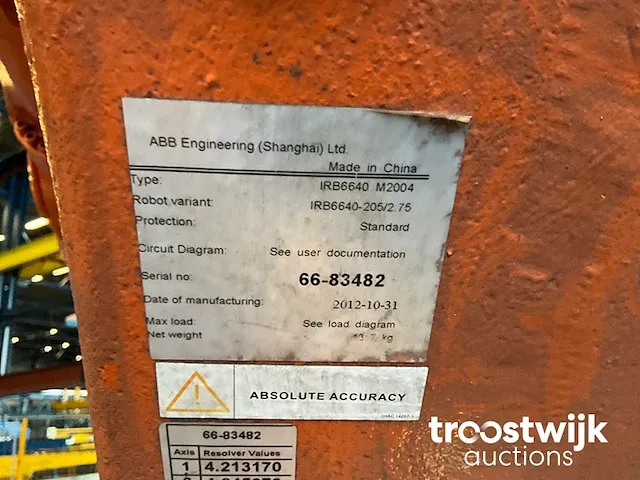 ABB Engineering (Shanghai) Ltd.
Made in China
Type: IRB6640 M2004
Robot variant: IRB6640-205/2.75
Protection: Standard
Circuit Diagram: See user documentation
Serial no: 66-83482
Date of manufacturing: 2012-10-31
Max load: See load diagram
Net weight kg
ABSOLUTE ACCURACY
66-83482
Axis Resolver Values
1 4.213170
troostwijk
auctions